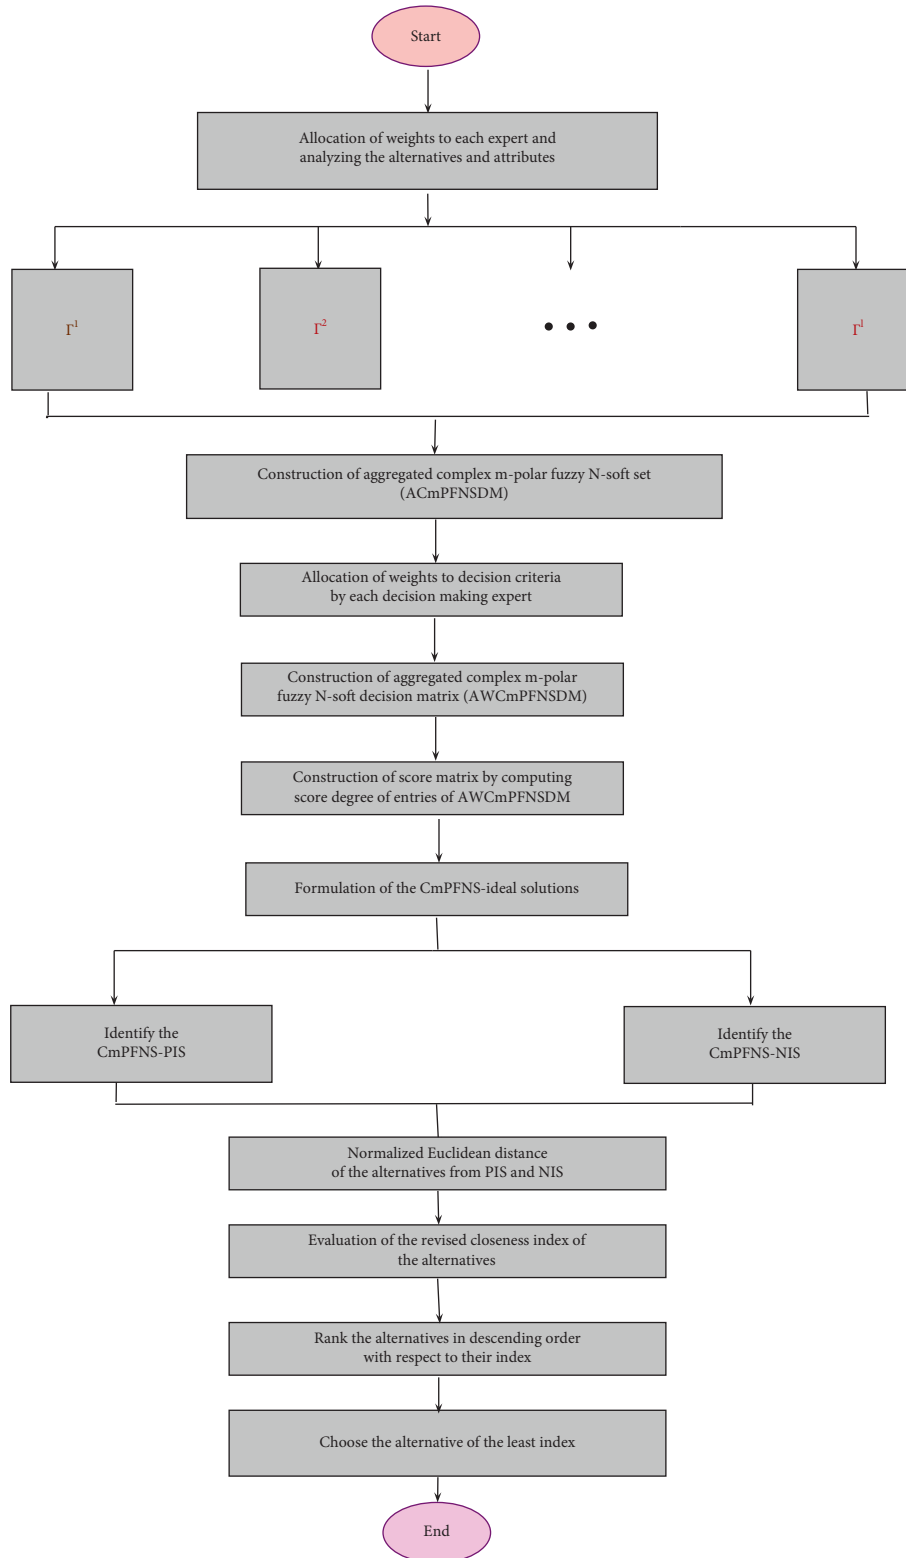 Start
Allocation of weights to each expert and
analyzing the alternatives and attributes
Γ¹
Γ²
• • •
Γˡ
Construction of aggregated complex m-polar fuzzy N-soft set
(ACmPFNSDM)
Allocation of weights to decision criteria
by each decision making expert
Construction of aggregated complex m-polar
fuzzy N-soft decision matrix (AWCmPFNSDM)
Construction of score matrix by computing
score degree of entries of AWCmPFNSDM
Formulation of the CmPFNS-ideal solutions
Identify the
CmPFNS-PIS
Identify the
CmPFNS-NIS
Normalized Euclidean distance
of the alternatives from PIS and NIS
Evaluation of the revised closeness index of
the alternatives
Rank the alternatives in descending order
with respect to their index
Choose the alternative of the least index
End